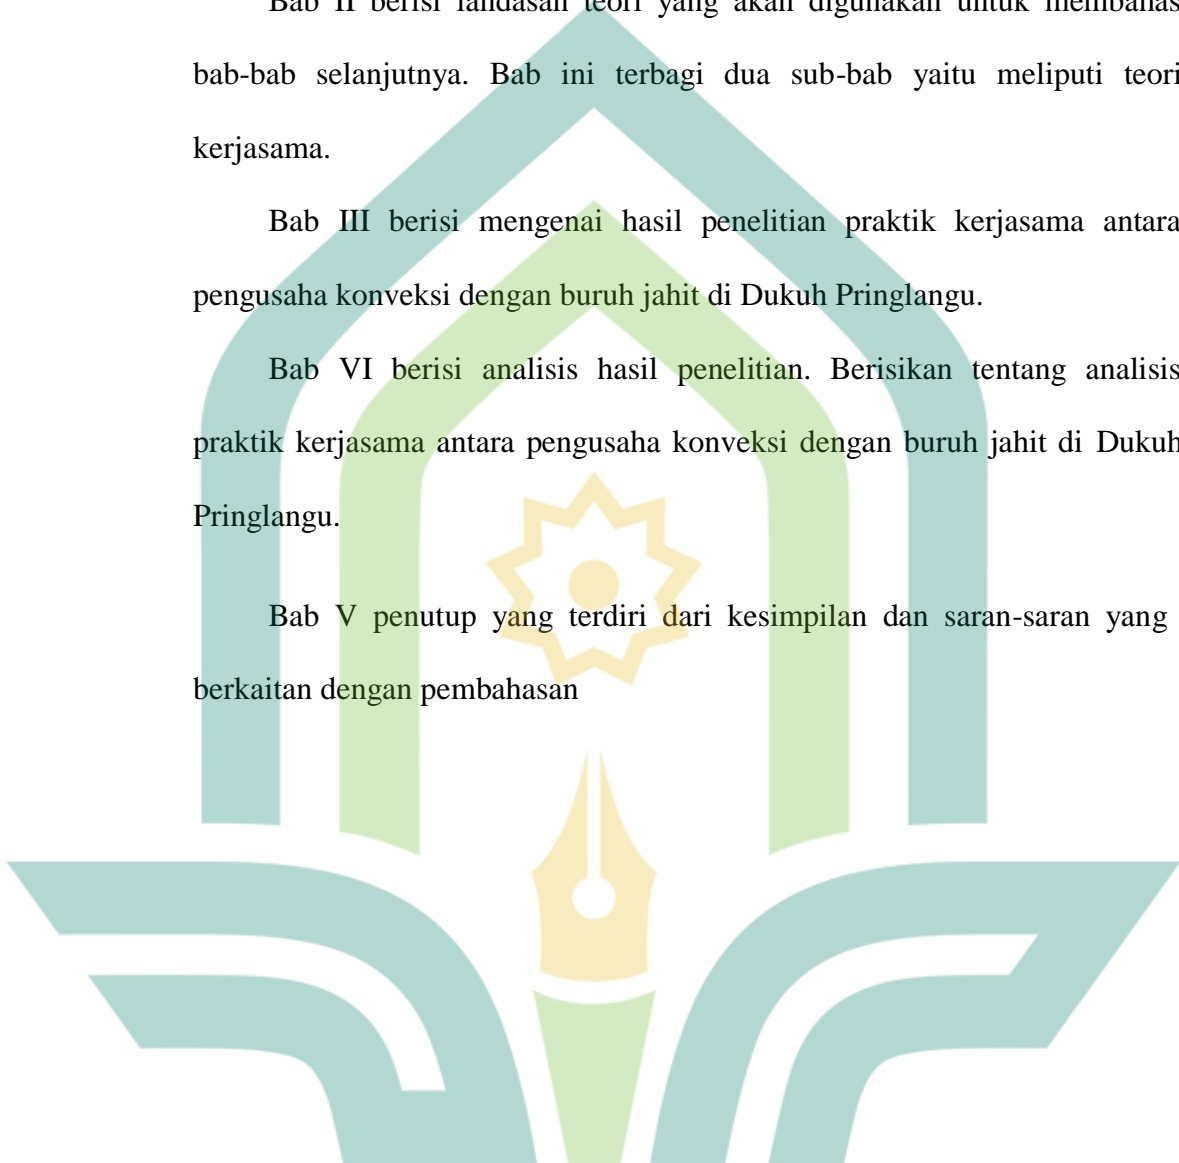 Bab II berisi landasan teori yang akan digunakan untuk membahas
bab-bab selanjutnya. Bab ini terbagi dua sub-bab yaitu meliputi teori
kerjasama.
Bab III berisi mengenai hasil penelitian praktik kerjasama antara
pengusaha konveksi dengan buruh jahit di Dukuh Pringlangu.
Bab VI berisi analisis hasil penelitian. Berisikan tentang analisis
praktik kerjasama antara pengusaha konveksi dengan buruh jahit di Dukuh
Pringlangu.
Bab V penutup yang terdiri dari kesimpilan dan saran-saran yang
berkaitan dengan pembahasan